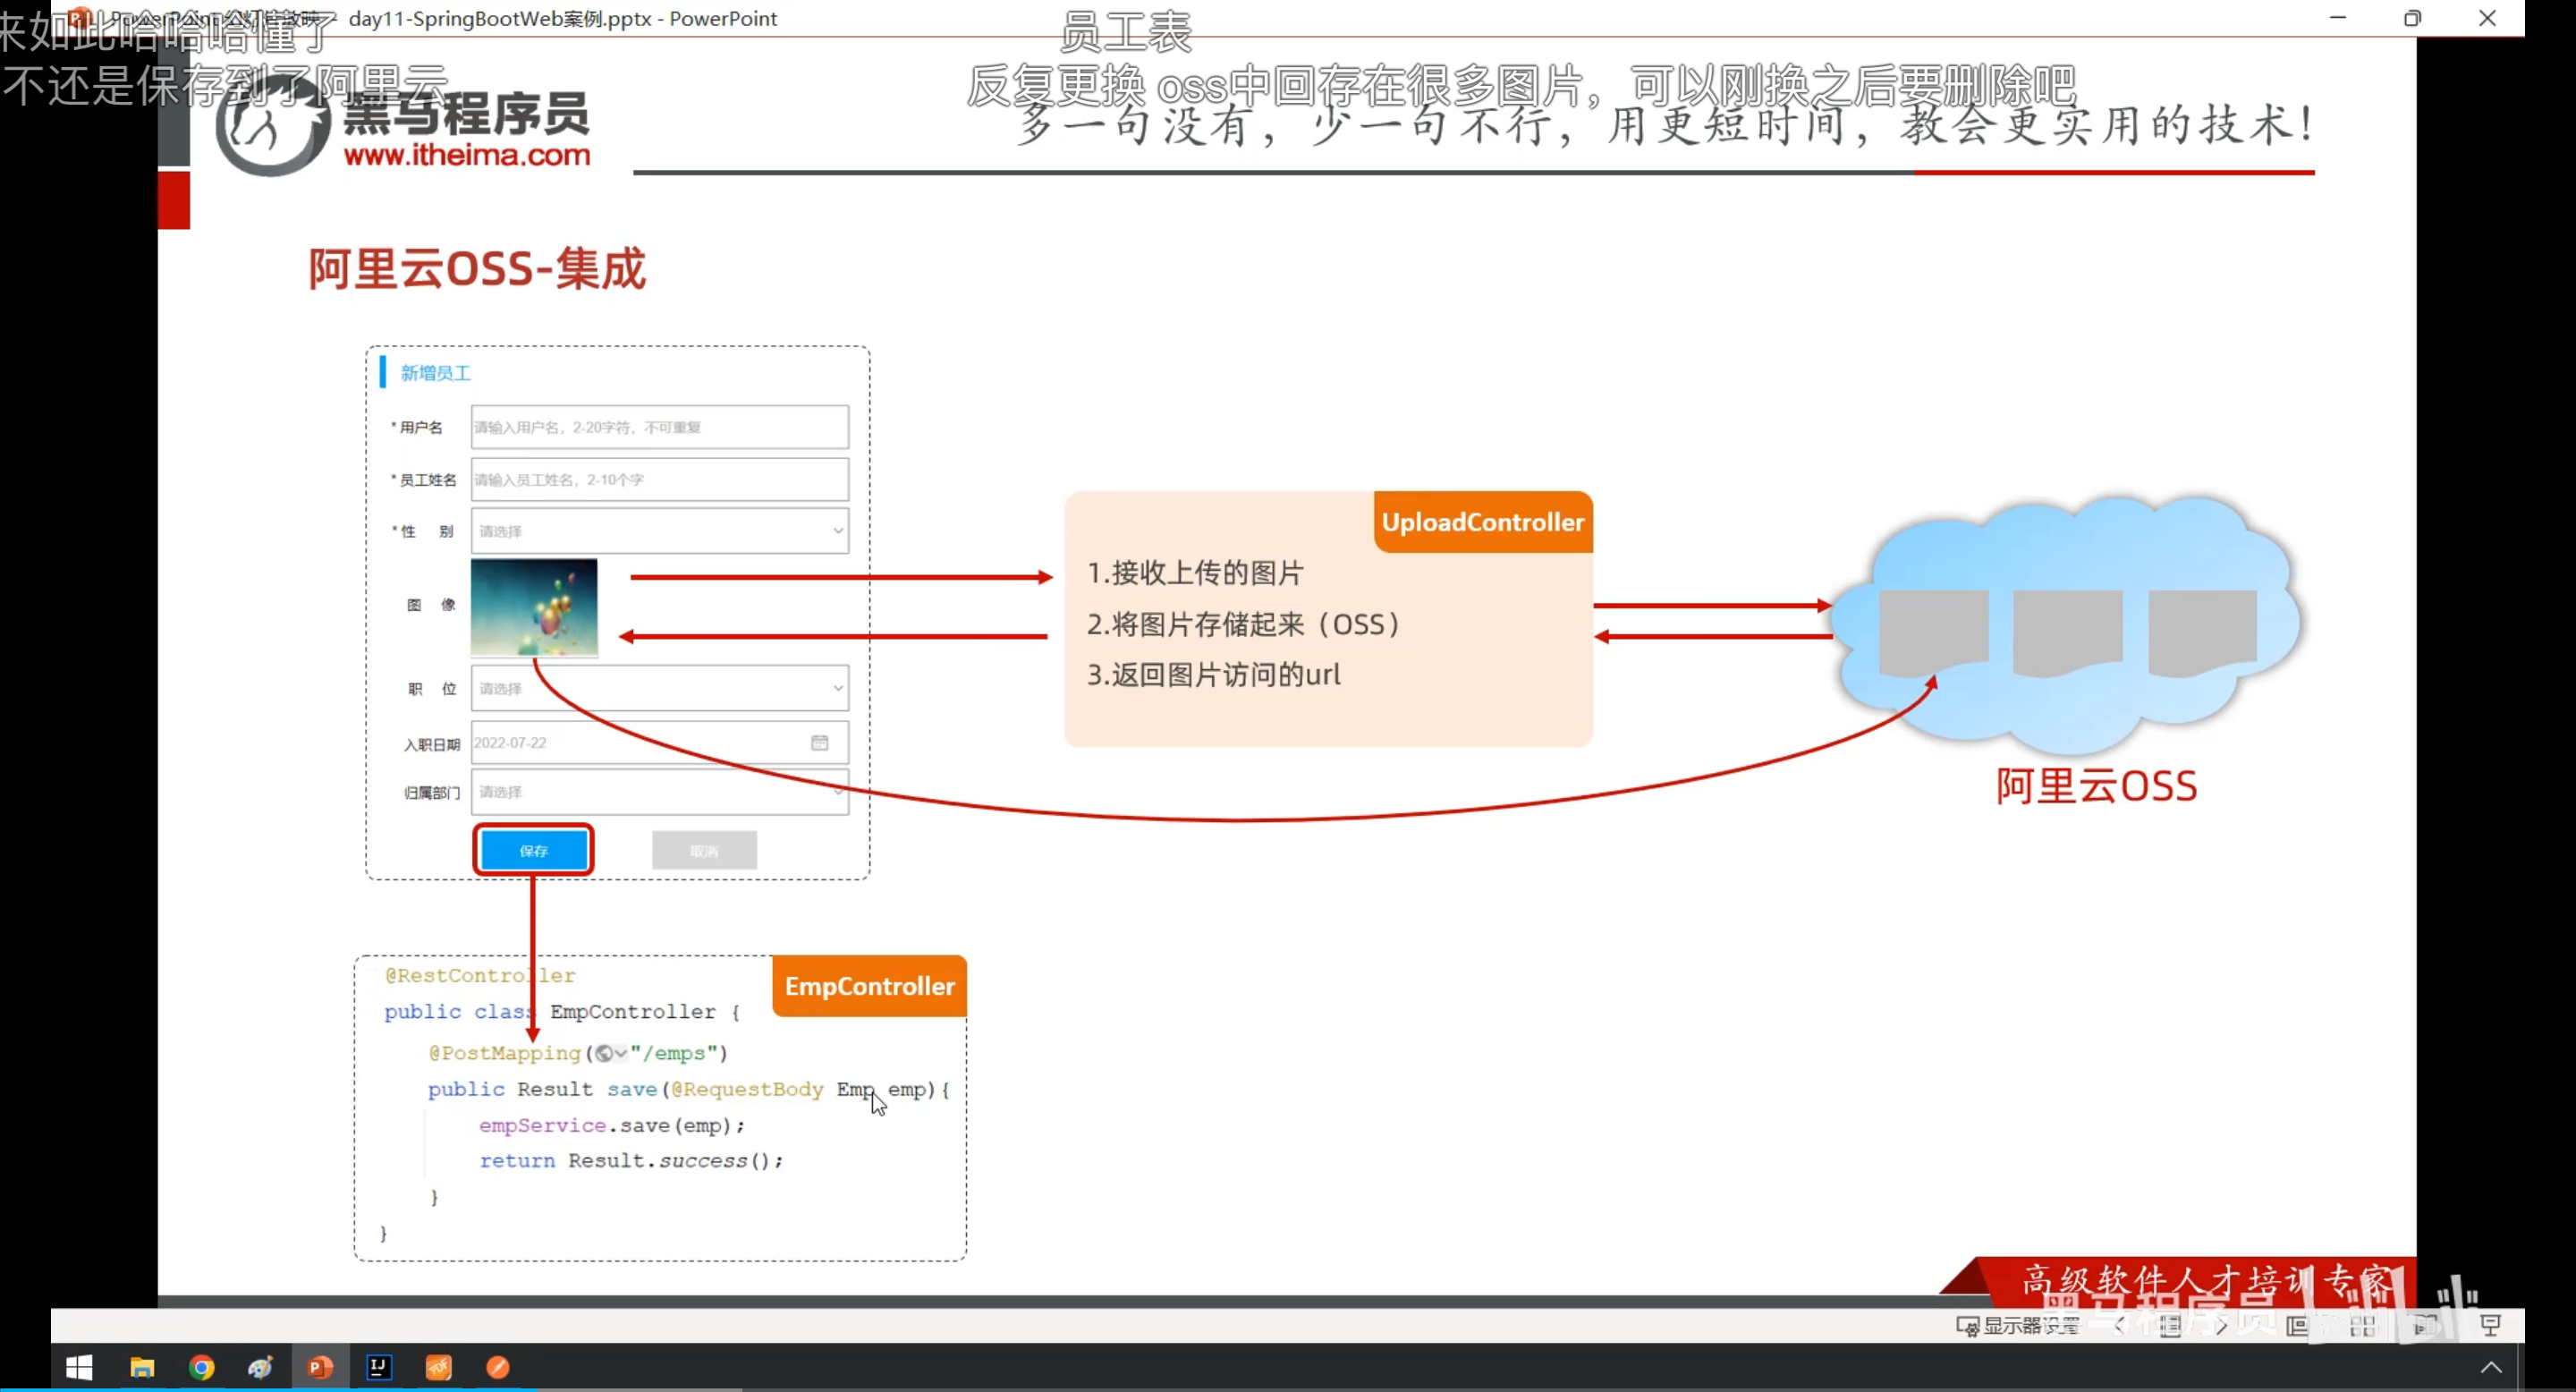 day11-SpringBootWeb案例.pptx - PowerPoint
来如此哈哈哈懂了
员工表
不还是保存到了阿里云
反复更换 oss中回存在很多图片，可以刚换之后要删除吧
黑马程序员
www.itheima.com
多一句没有，少一句不行，用更短时间，教会更实用的技术！
阿里云OSS-集成
新增员工
* 用户名 请输入用户名，2-20字符，不可重复
* 员工姓名 请输入员工姓名，2-10个字
* 性 别 请选择
图 像
职 位 请选择
入职日期 2022-07-22
归属部门 请选择
保存 取消
UploadController
1.接收上传的图片
2.将图片存储起来（OSS）
3.返回图片访问的url
阿里云OSS
EmpController
@RestController
public class EmpController {
@PostMapping("/emps")
public Result save(@RequestBody Emp emp){
empService.save(emp);
return Result.success();
}
}
高级软件人才培训专家
黑马程序员
显示器设置